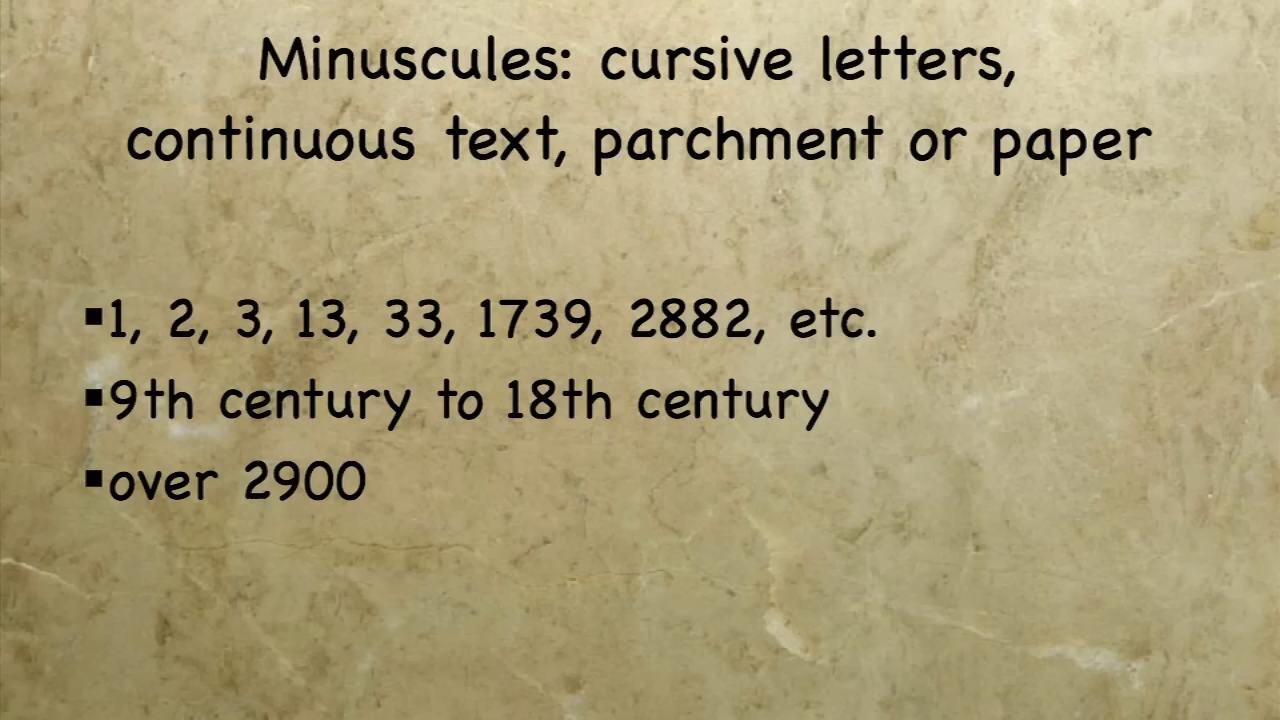 Minuscules: cursive letters,
continuous text, parchment or paper
▪1, 2, 3, 13, 33, 1739, 2882, etc.
▪9th century to 18th century
▪over 2900